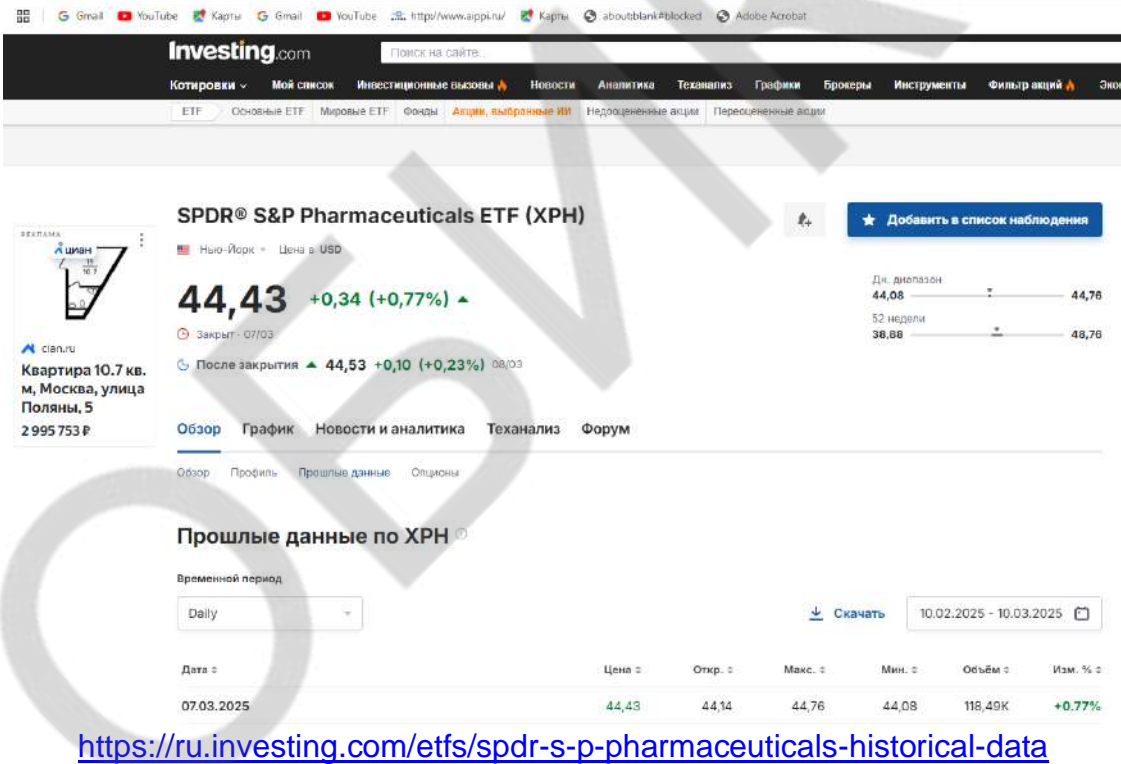 Gmail YouTube Карты Gmail YouTube http//www.aippi.ru/ Карты about:blank#blocked Adobe Acrobat
Investing.com Поиск на сайте...
Котировки Мой список Инвестиционные вызовы Новости Аналитика Теханализ Графики Брокеры Инструменты Фильтр акций Эко
ETF Основные ETF Мировые ETF Фонды Акции, выбранные ИИ Недооцененные акции Переоцененные акции
SPDR® S&P Pharmaceuticals ETF (XPH)
Добавить в список наблюдения
РЕКЛАМА
циан
Нью-Йорк Цена в USD
11
10.7
44,43 +0,34 (+0,77%)
Дн. диапазон
44,08 44,76
52 недели
38,88 48,76
Закрыт · 07/03
cian.ru
Квартира 10.7 кв.
м, Москва, улица
Поляны, 5
2 995 753 ₽
После закрытия 44,53 +0,10 (+0,23%) 08/03
Обзор График Новости и аналитика Теханализ Форум
Обзор Профиль Прошлые данные Опционы
Прошлые данные по XPH
Временной период
Daily
Скачать 10.02.2025 - 10.03.2025
Дата Цена Откр. Макс. Мин. Объём Изм. %
07.03.2025 44,43 44,14 44,76 44,08 118,49K +0.77%
https://ru.investing.com/etfs/spdr-s-p-pharmaceuticals-historical-data